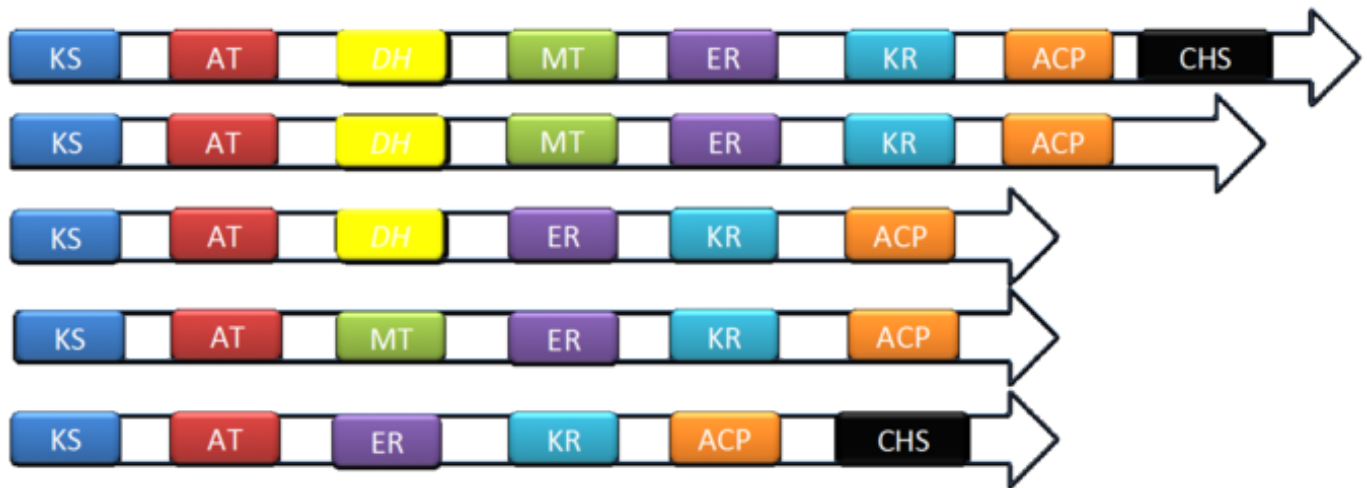 KS AT DH MT ER KR ACP CHS
KS AT DH MT ER KR ACP
KS AT DH ER KR ACP
KS AT MT ER KR ACP
KS AT ER KR ACP CHS